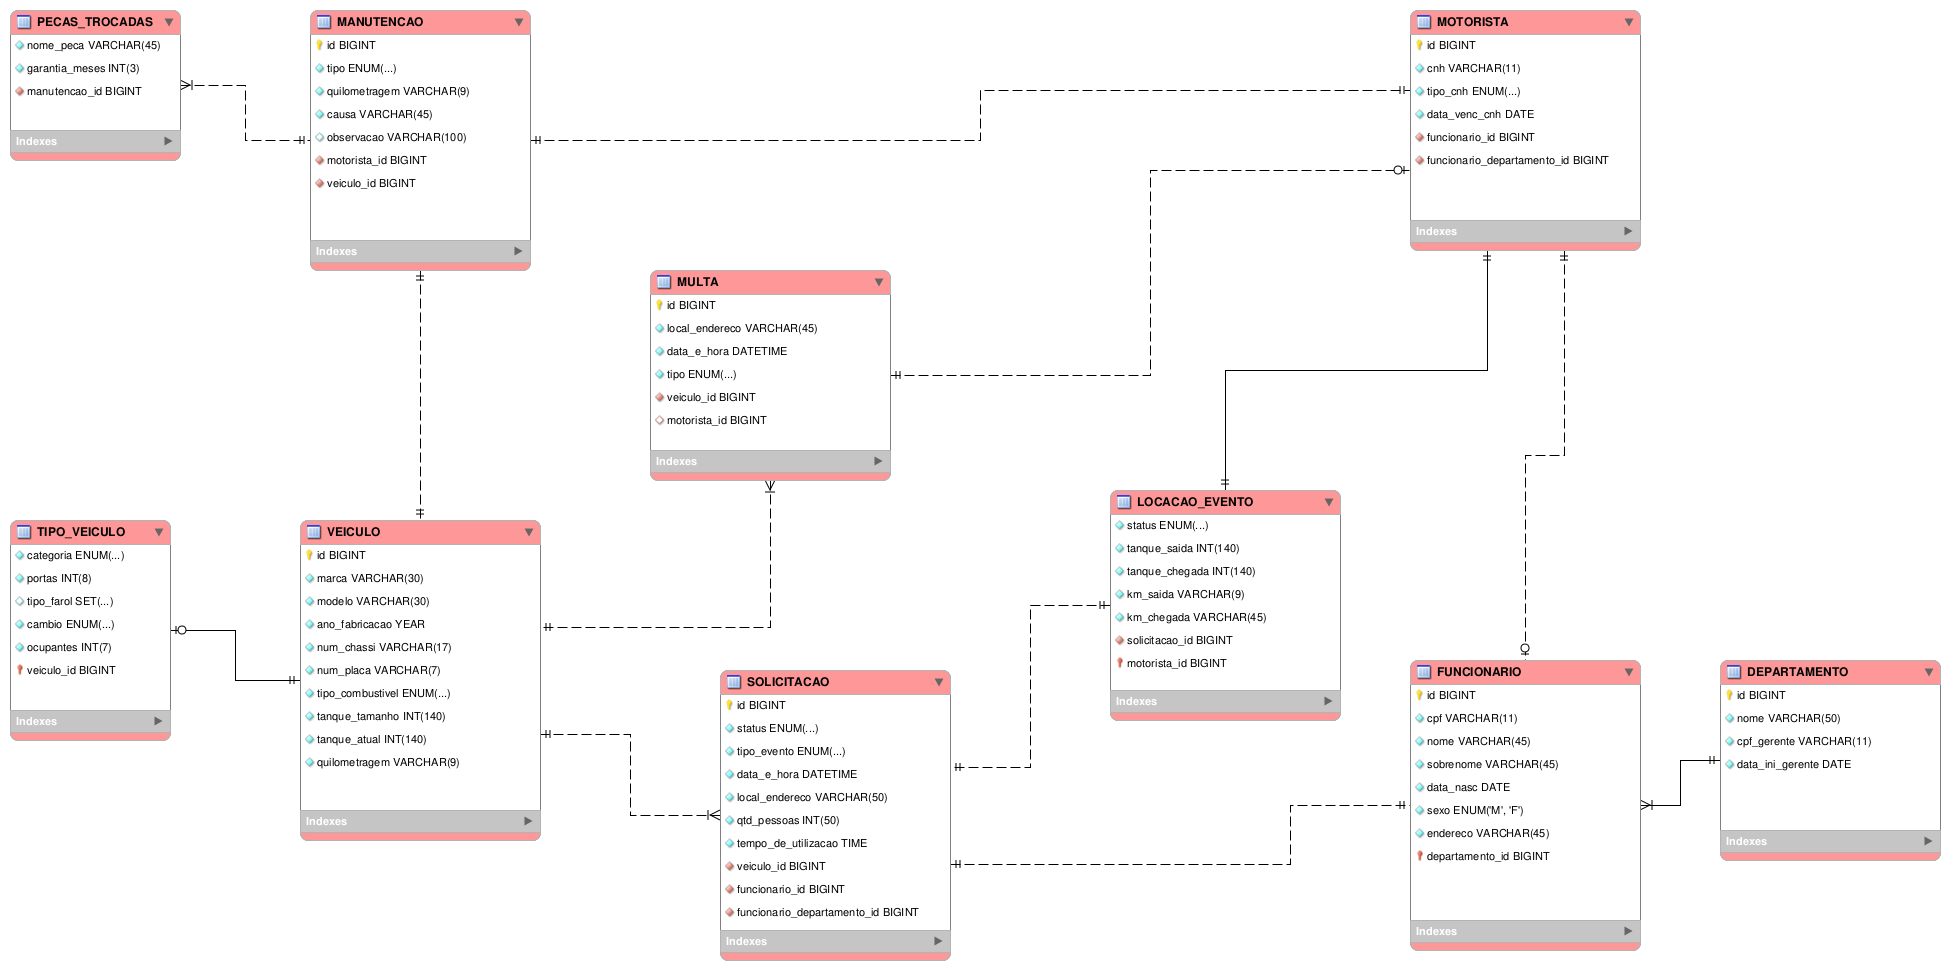 PECAS_TROCADAS
nome_peca VARCHAR(45)
garantia_meses INT(3)
manutencao_id BIGINT
Indexes
MANUTENCAO
id BIGINT
tipo ENUM(...)
quilometragem VARCHAR(9)
causa VARCHAR(45)
observacao VARCHAR(100)
motorista_id BIGINT
veiculo_id BIGINT
Indexes
MOTORISTA
id BIGINT
cnh VARCHAR(11)
tipo_cnh ENUM(...)
data_venc_cnh DATE
funcionario_id BIGINT
funcionario_departamento_id BIGINT
Indexes
MULTA
id BIGINT
local_endereco VARCHAR(45)
data_e_hora DATETIME
tipo ENUM(...)
veiculo_id BIGINT
motorista_id BIGINT
Indexes
TIPO_VEICULO
categoria ENUM(...)
portas INT(8)
tipo_farol SET(...)
cambio ENUM(...)
ocupantes INT(7)
veiculo_id BIGINT
Indexes
VEICULO
id BIGINT
marca VARCHAR(30)
modelo VARCHAR(30)
ano_fabricacao YEAR
num_chassi VARCHAR(17)
num_placa VARCHAR(7)
tipo_combustivel ENUM(...)
tanque_tamanho INT(140)
tanque_atual INT(140)
quilometragem VARCHAR(9)
Indexes
LOCACAO_EVENTO
status ENUM(...)
tanque_saida INT(140)
tanque_chegada INT(140)
km_saida VARCHAR(9)
km_chegada VARCHAR(45)
solicitacao_id BIGINT
motorista_id BIGINT
Indexes
SOLICITACAO
id BIGINT
status ENUM(...)
tipo_evento ENUM(...)
data_e_hora DATETIME
local_endereco VARCHAR(50)
qtd_pessoas INT(50)
tempo_de_utilizacao TIME
veiculo_id BIGINT
funcionario_id BIGINT
funcionario_departamento_id BIGINT
Indexes
FUNCIONARIO
id BIGINT
cpf VARCHAR(11)
nome VARCHAR(45)
sobrenome VARCHAR(45)
data_nasc DATE
sexo ENUM('M', 'F')
endereco VARCHAR(45)
departamento_id BIGINT
Indexes
DEPARTAMENTO
id BIGINT
nome VARCHAR(50)
cpf_gerente VARCHAR(11)
data_ini_gerente DATE
Indexes